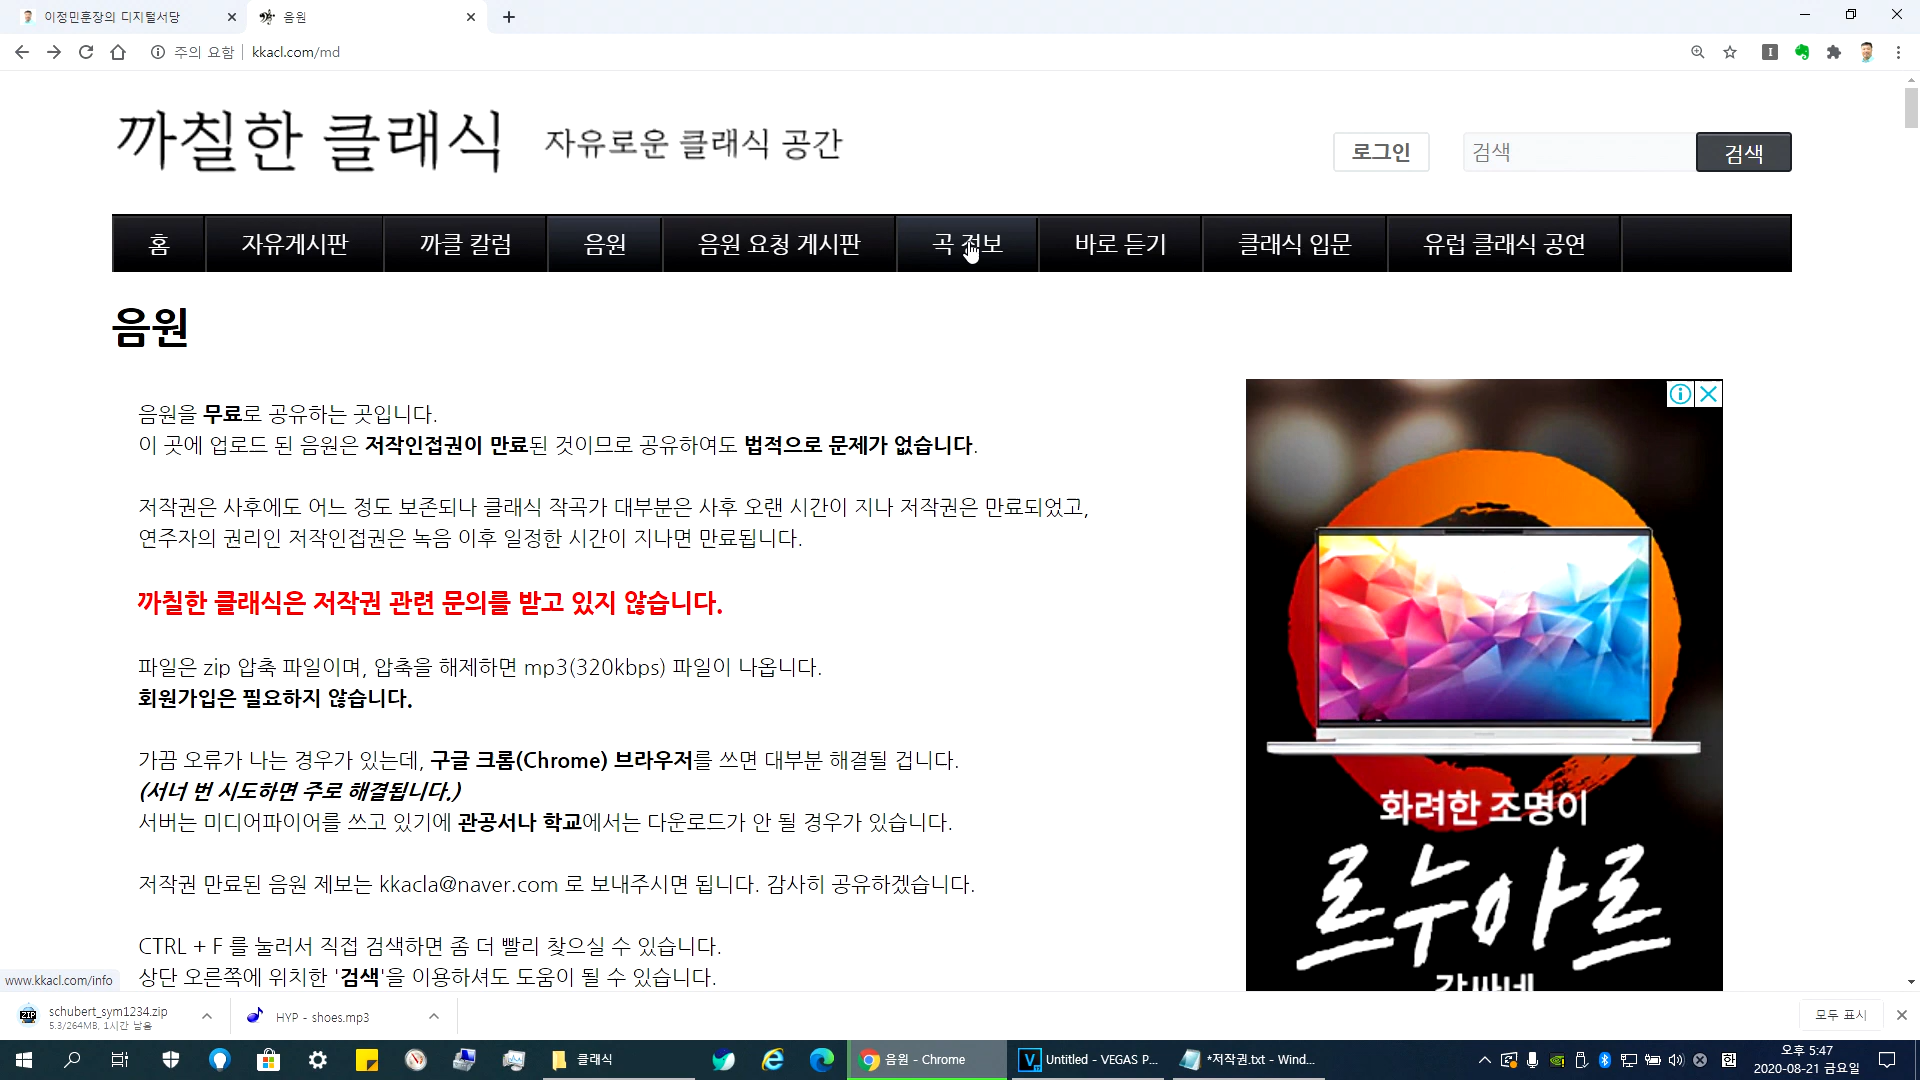 이정민훈장의 디지털서당
음원
주의 요함
kkacl.com/md
까칠한 클래식
자유로운 클래식 공간
로그인
검색
검색
홈
자유게시판
까클 칼럼
음원
음원 요청 게시판
곡 정보
바로 듣기
클래식 입문
유럽 클래식 공연
음원
음원을 무료로 공유하는 곳입니다.
이 곳에 업로드 된 음원은 저작인접권이 만료된 것이므로 공유하여도 법적으로 문제가 없습니다.
저작권은 사후에도 어느 정도 보존되나 클래식 작곡가 대부분은 사후 오랜 시간이 지나 저작권은 만료되었고,
연주자의 권리인 저작인접권은 녹음 이후 일정한 시간이 지나면 만료됩니다.
까칠한 클래식은 저작권 관련 문의를 받고 있지 않습니다.
파일은 zip 압축 파일이며, 압축을 해제하면 mp3(320kbps) 파일이 나옵니다.
회원가입은 필요하지 않습니다.
가끔 오류가 나는 경우가 있는데, 구글 크롬(Chrome) 브라우저를 쓰면 대부분 해결될 겁니다.
(서너 번 시도하면 주로 해결됩니다.)
서버는 미디어파이어를 쓰고 있기에 관공서나 학교에서는 다운로드가 안 될 경우가 있습니다.
저작권 만료된 음원 제보는 kkacla@naver.com 로 보내주시면 됩니다. 감사히 공유하겠습니다.
CTRL + F 를 눌러서 직접 검색하면 좀 더 빨리 찾으실 수 있습니다.
상단 오른쪽에 위치한 '검색'을 이용하셔도 도움이 될 수 있습니다.
화려한 조명이
르누아르
감싸네
www.kkacl.com/info
schubert_sym1234.zip
5.3/264MB, 1시간 남음
HYP - shoes.mp3
모두 표시
클래식
음원 - Chrome
Untitled - VEGAS P...
*저작권.txt - Wind...
한
오후 5:47
2020-08-21 금요일